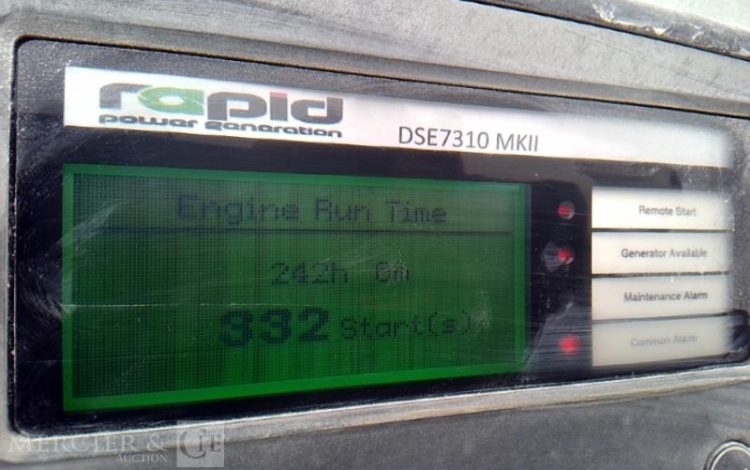 rapid
power generation
DSE7310 MKII
Engine Run Time
242h 0m
332 Start(s)
Remote Start
Generator Available
Maintenance Alarm
Common Alarm
MERCIER & CIE
AUCTION